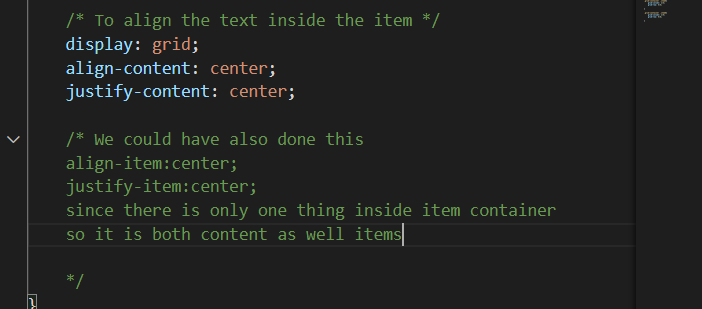 /* To align the text inside the item */
display: grid;
align-content: center;
justify-content: center;
/* We could have also done this
align-item:center;
justify-item:center;
since there is only one thing inside item container
so it is both content as well items
*/
}